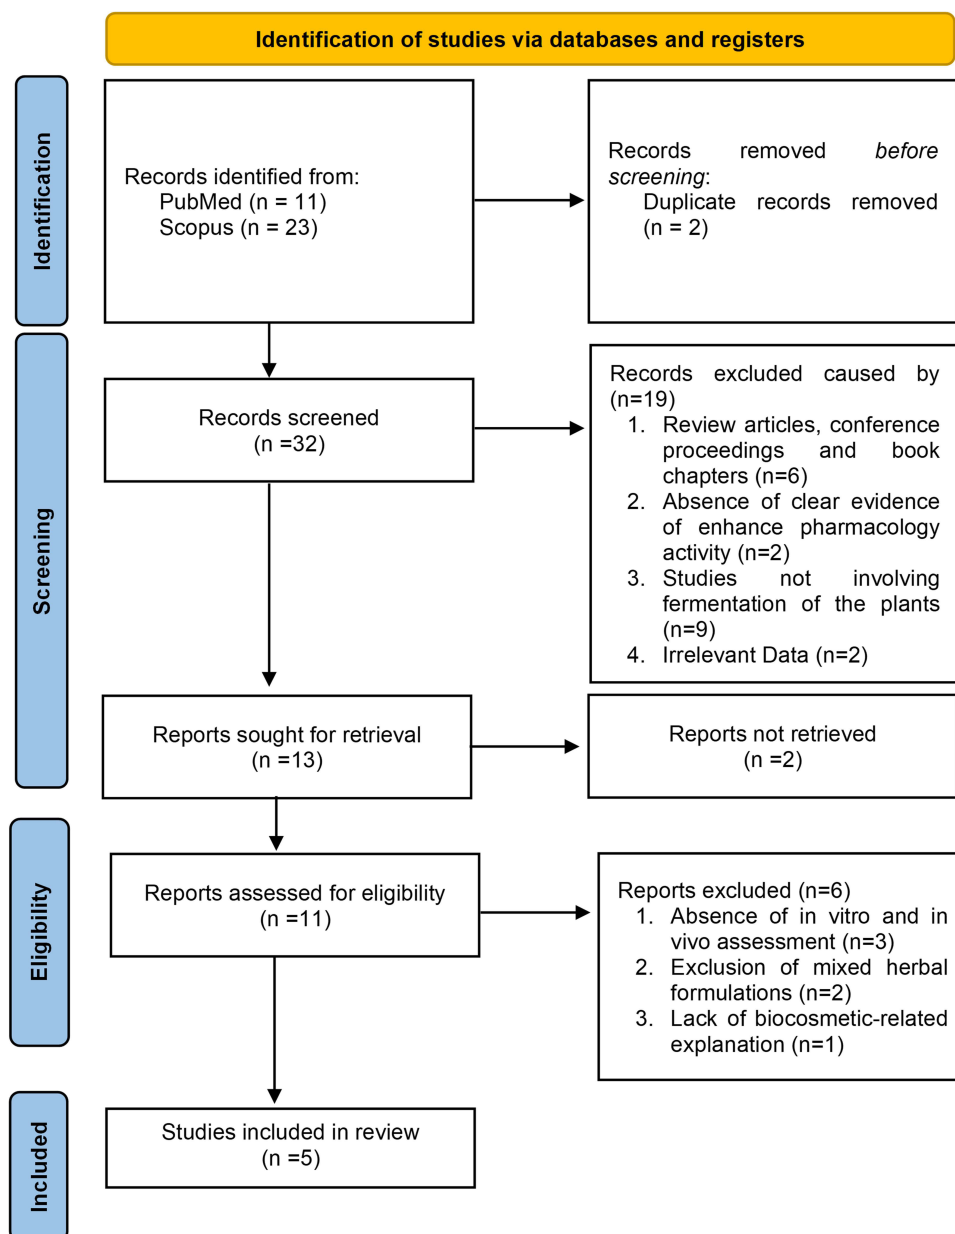 Identification of studies via databases and registers
Identification
Records identified from:
PubMed (n = 11)
Scopus (n = 23)
Records removed before
screening:
Duplicate records removed
(n = 2)
Screening
Records screened
(n =32)
Records excluded caused by
(n=19)
1. Review articles, conference
proceedings and book
chapters (n=6)
2. Absence of clear evidence
of enhance pharmacology
activity (n=2)
3. Studies not involving
fermentation of the plants
(n=9)
4. Irrelevant Data (n=2)
Reports sought for retrieval
(n =13)
Reports not retrieved
(n =2)
Eligibility
Reports assessed for eligibility
(n =11)
Reports excluded (n=6)
1. Absence of in vitro and in
vivo assessment (n=3)
2. Exclusion of mixed herbal
formulations (n=2)
3. Lack of biocosmetic-related
explanation (n=1)
Included
Studies included in review
(n =5)